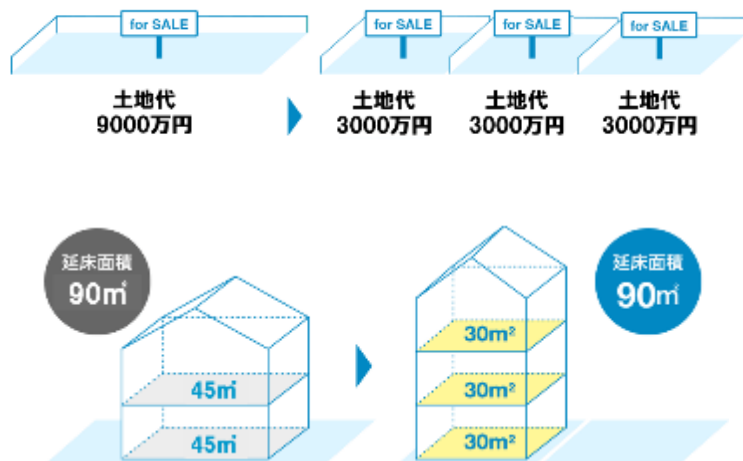 for SALE
for SALE
for SALE
for SALE
土地代
9000万円
土地代
3000万円
土地代
3000万円
土地代
3000万円
延床面積
90㎡
延床面積
90㎡
45㎡
45㎡
30m²
30m²
30m²